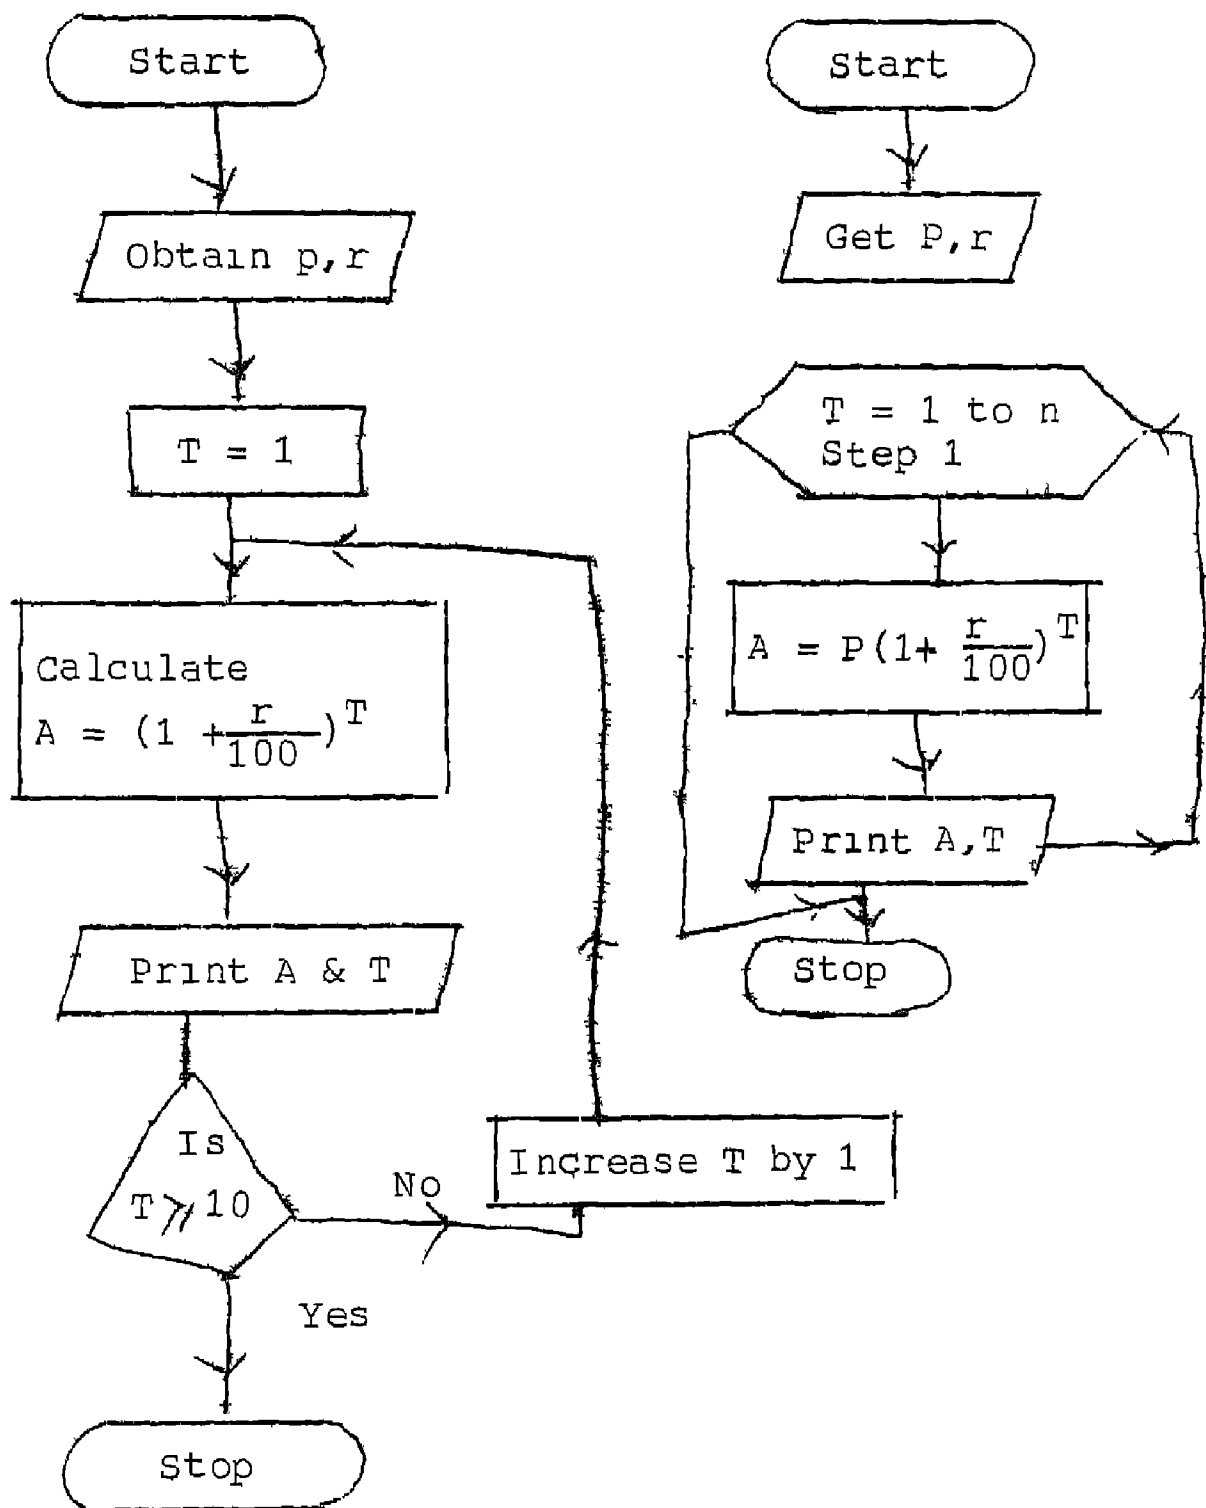 Start
Obtain p,r
T = 1
Calculate
A = (1 + r/100)^T
Print A & T
Is
T ⩾ 10
No
Increase T by 1
Yes
Stop
Start
Get P,r
T = 1 to n
Step 1
A = P(1+ r/100)^T
Print A,T
Stop